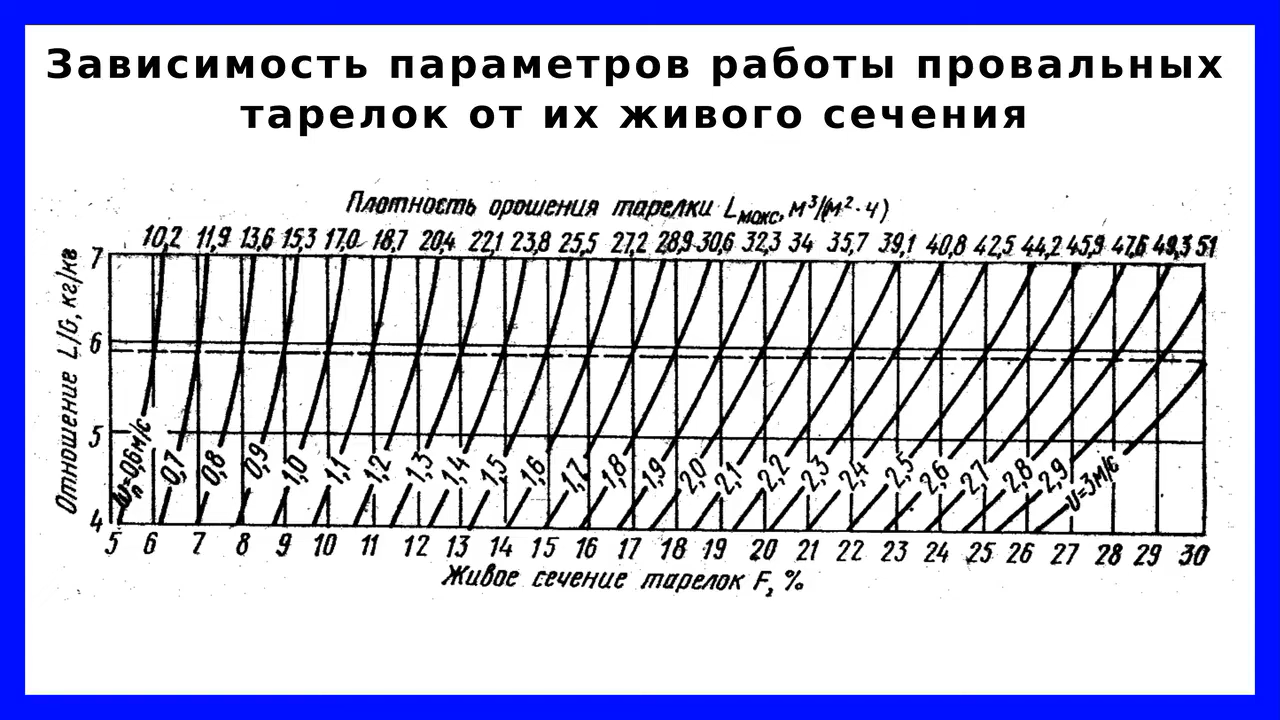 Зависимость параметров работы провальных
тарелок от их живого сечения
Плотность орошения тарелки Lмакс, м³/(м²·ч)
10,2 11,9 13,6 15,3 17,0 18,7 20,4 22,1 23,8 25,5 27,2 28,9 30,6 32,3 34 35,7 39,1 40,8 42,5 44,2 45,9 47,6 49,3 51
Отношение L/G, кг/кг
7
6
5
4
wп=0,6м/с 0,7 0,8 0,9 1,0 1,1 1,2 1,3 1,4 1,5 1,6 1,7 1,8 1,9 2,0 2,1 2,2 2,3 2,4 2,5 2,6 2,7 2,8 2,9 U=3м/с
5 6 7 8 9 10 11 12 13 14 15 16 17 18 19 20 21 22 23 24 25 26 27 28 29 30
Живое сечение тарелок F, %